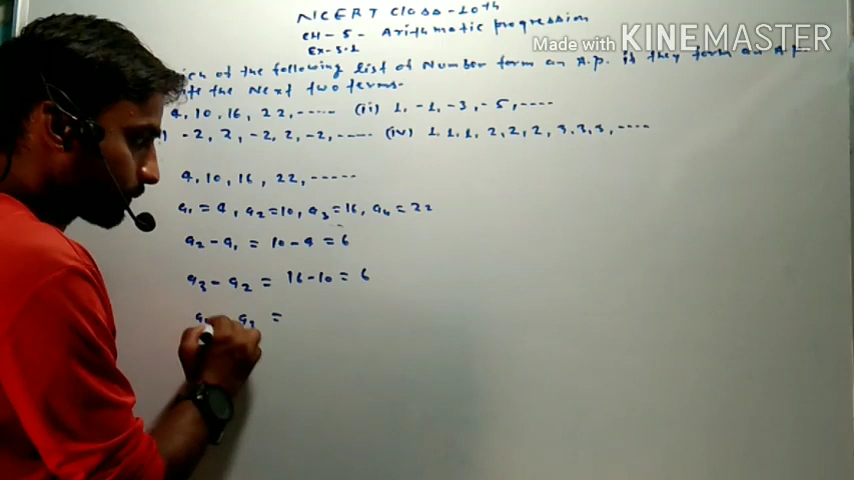 NCERT Class-10th
CH-5- Arithmatic progression
Ex-5.1
Made with KINEMASTER
of the following list of Number form an A.P. if they form an A.P.
the Next two terms.
4, 10, 16, 22, ...... (ii) 1, -1, -3, -5, ....
-2, 2, -2, 2, -2, ..... (iv) 1, 1, 1, 2, 2, 2, 3, 3, 3, ....
4, 10, 16, 22, ------
a₁ = 4, a₂ = 10, a₃ = 16, a₄ = 22
a₂ - a₁ = 10 - 4 = 6
a₃ - a₂ = 16 - 10 = 6
=